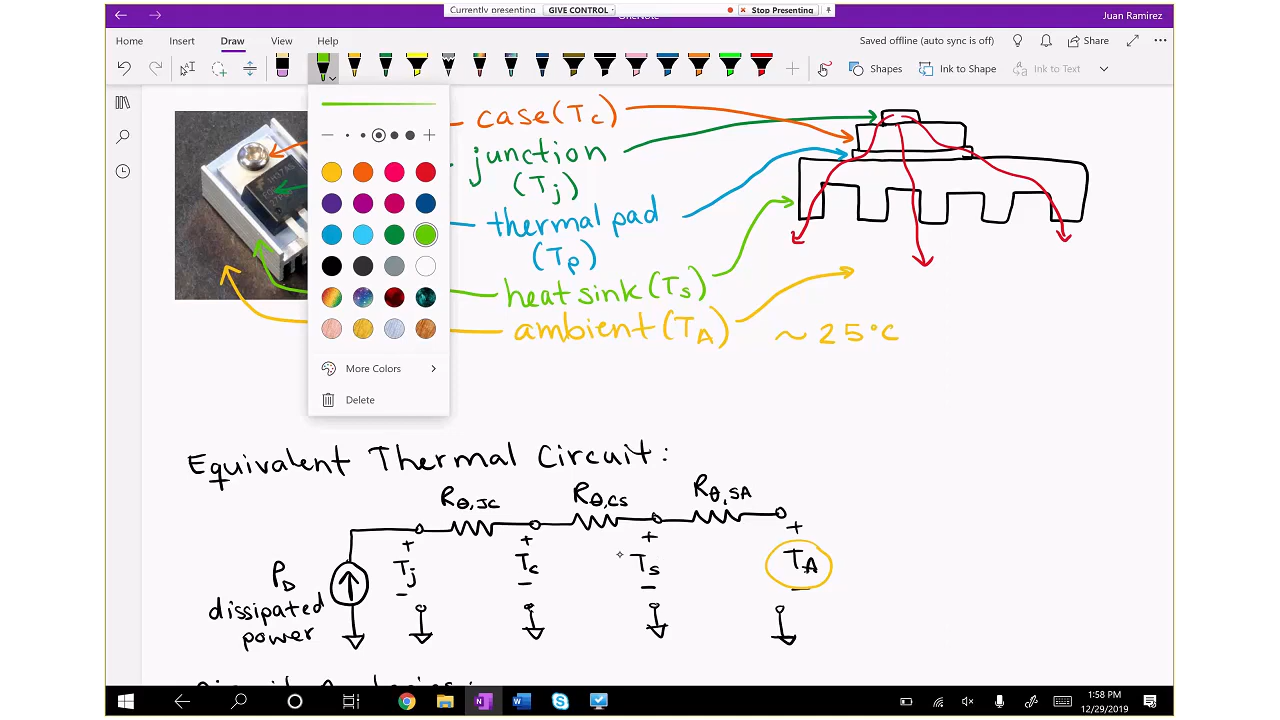 Currently presenting
GIVE CONTROL
Stop Presenting
Juan Ramirez
Home
Insert
Draw
View
Help
Saved offline (auto sync is off)
Share
Shapes
Ink to Shape
Ink to Text
case (Tc)
junction
(Tj)
thermal pad
(Tp)
heat sink (Ts)
ambient (TA)
~ 25°C
More Colors
Delete
Equivalent Thermal Circuit:
Rθ,JC
Rθ,CS
Rθ,SA
+
+
+
+
Tj
Tc
Ts
TA
PD
dissipated
power
1:58 PM
12/29/2019